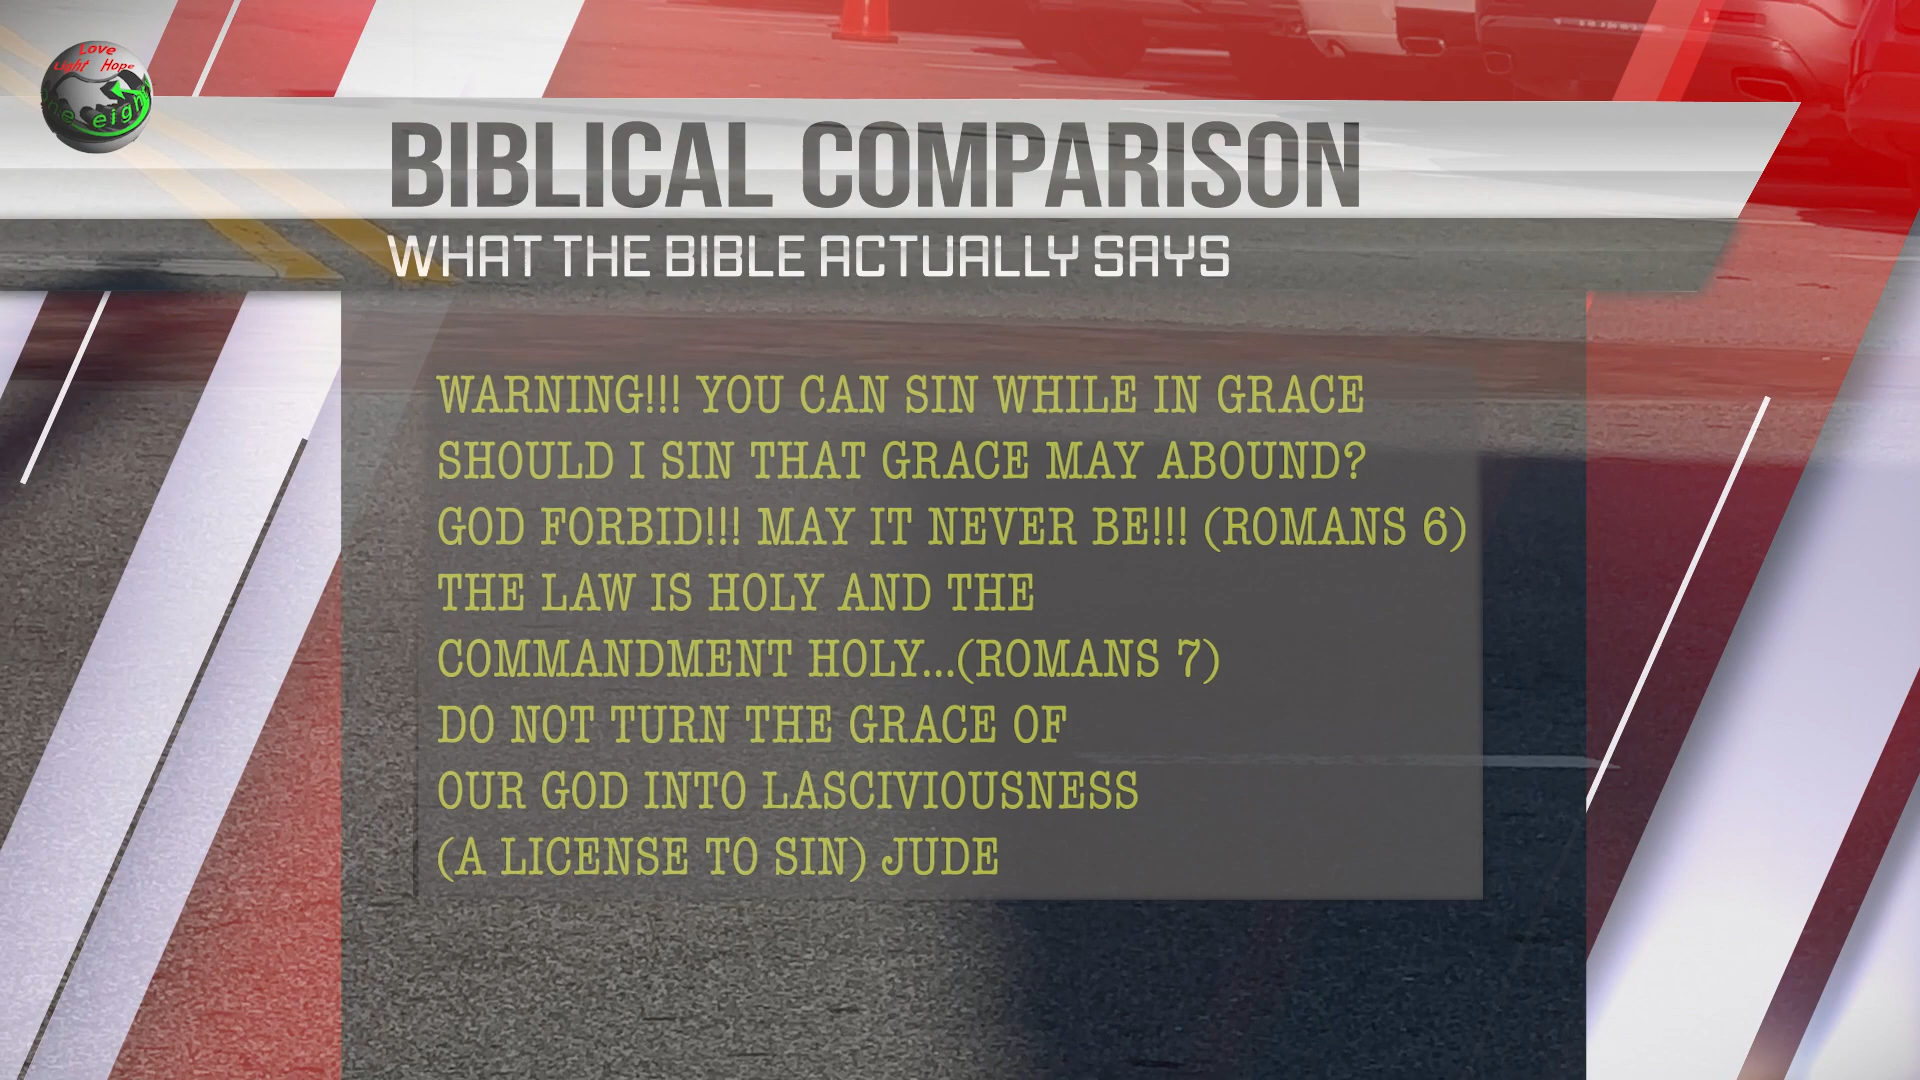 Love
Light Hope
eight
BIBLICAL COMPARISON
WHAT THE BIBLE ACTUALLY SAYS
WARNING!!! YOU CAN SIN WHILE IN GRACE
SHOULD I SIN THAT GRACE MAY ABOUND?
GOD FORBID!!! MAY IT NEVER BE!!! (ROMANS 6)
THE LAW IS HOLY AND THE
COMMANDMENT HOLY...(ROMANS 7)
DO NOT TURN THE GRACE OF
OUR GOD INTO LASCIVIOUSNESS
(A LICENSE TO SIN) JUDE